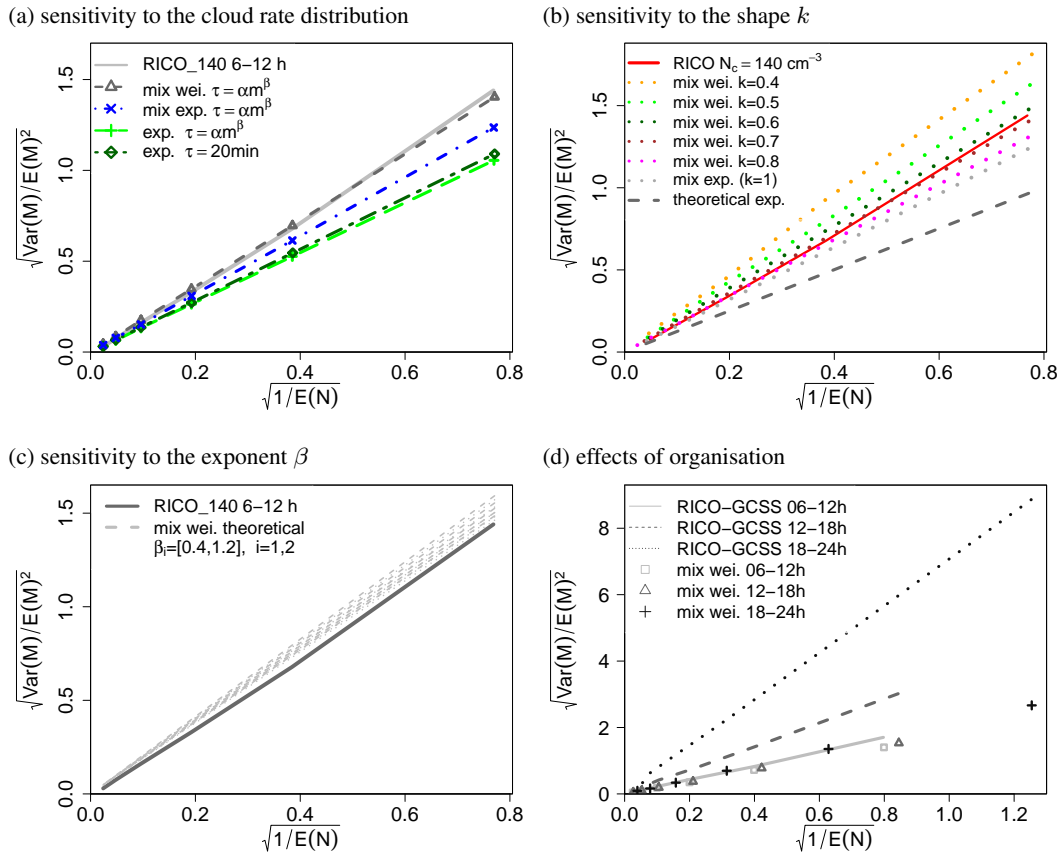 (a) sensitivity to the cloud rate distribution
RICO_140 6−12 h
mix wei. τ = αm^β
mix exp. τ = αm^β
exp. τ = αm^β
exp. τ = 20min
0.0 0.5 1.0 1.5
√Var(M)/E(M)²
0.0 0.2 0.4 0.6 0.8
√1/E(N)
(b) sensitivity to the shape k
RICO N_c = 140 cm⁻³
mix wei. k=0.4
mix wei. k=0.5
mix wei. k=0.6
mix wei. k=0.7
mix wei. k=0.8
mix exp. (k=1)
theoretical exp.
0.0 0.5 1.0 1.5
√Var(M)/E(M)²
0.0 0.2 0.4 0.6 0.8
√1/E(N)
(c) sensitivity to the exponent β
RICO_140 6−12 h
mix wei. theoretical
β_i=[0.4,1.2], i=1,2
0.0 0.5 1.0 1.5
√Var(M)/E(M)²
0.0 0.2 0.4 0.6 0.8
√1/E(N)
(d) effects of organisation
RICO−GCSS 06−12h
RICO−GCSS 12−18h
RICO−GCSS 18−24h
mix wei. 06−12h
mix wei. 12−18h
mix wei. 18−24h
0 2 4 6 8
√Var(M)/E(M)²
0.0 0.2 0.4 0.6 0.8 1.0 1.2
√1/E(N)